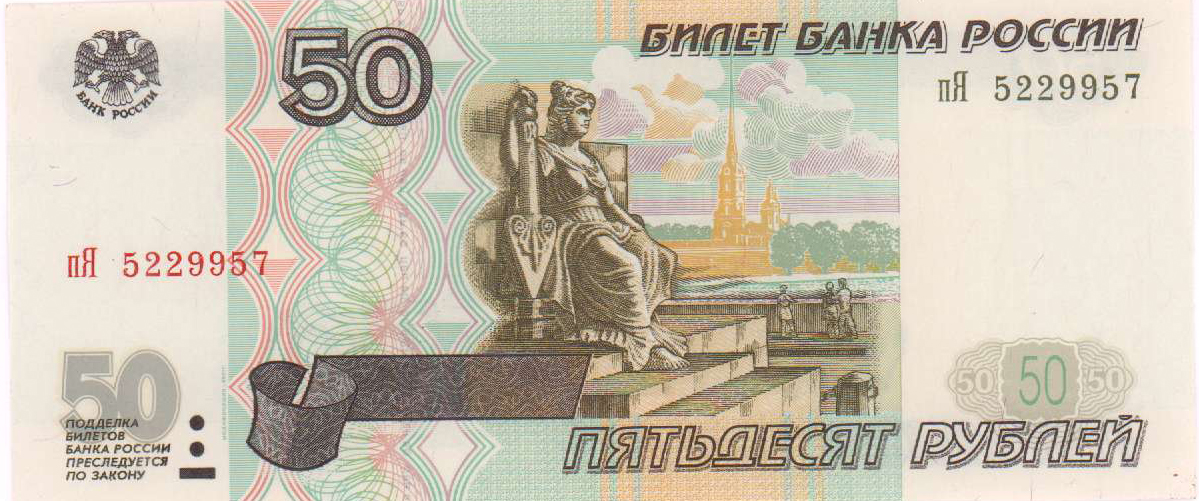 БИЛЕТ БАНКА РОССИИ
50
БАНК РОССИИ
пЯ 5229957
пЯ 5229957
50
ПОДДЕЛКА
БИЛЕТОВ
БАНКА РОССИИ
ПРЕСЛЕДУЕТСЯ
ПО ЗАКОНУ
50 50 50
ПЯТЬДЕСЯТ РУБЛЕЙ